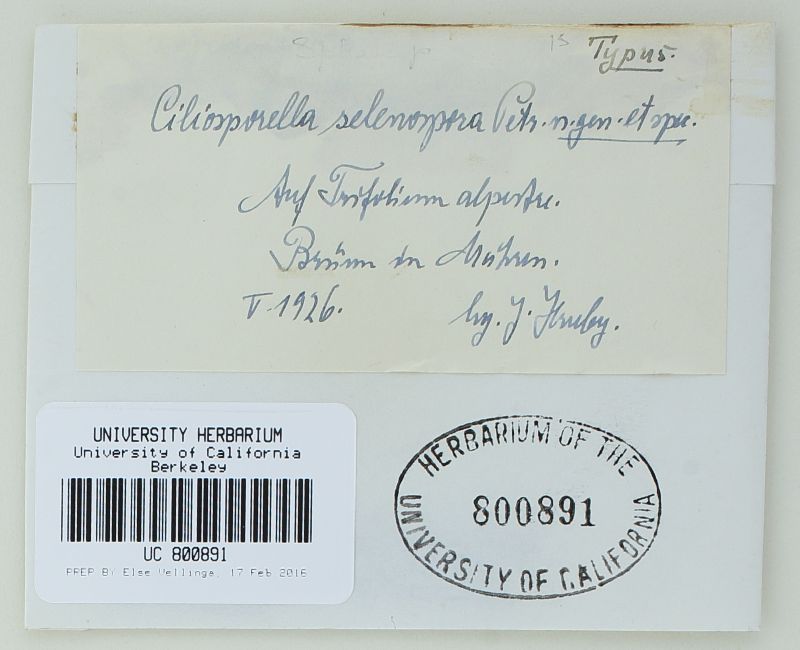 Typus.
Ciliosporella selenospora Petr. n. gen. et spec.
Auf Trifolium alpestre.
Brünn in Mähren.
V. 1926. lg. J. Hruby.
UNIVERSITY HERBARIUM
University of California
Berkeley
UC 800891
PREP BY Else Vellinga, 17 Feb 2016
HERBARIUM OF THE
800891
UNIVERSITY OF CALIFORNIA